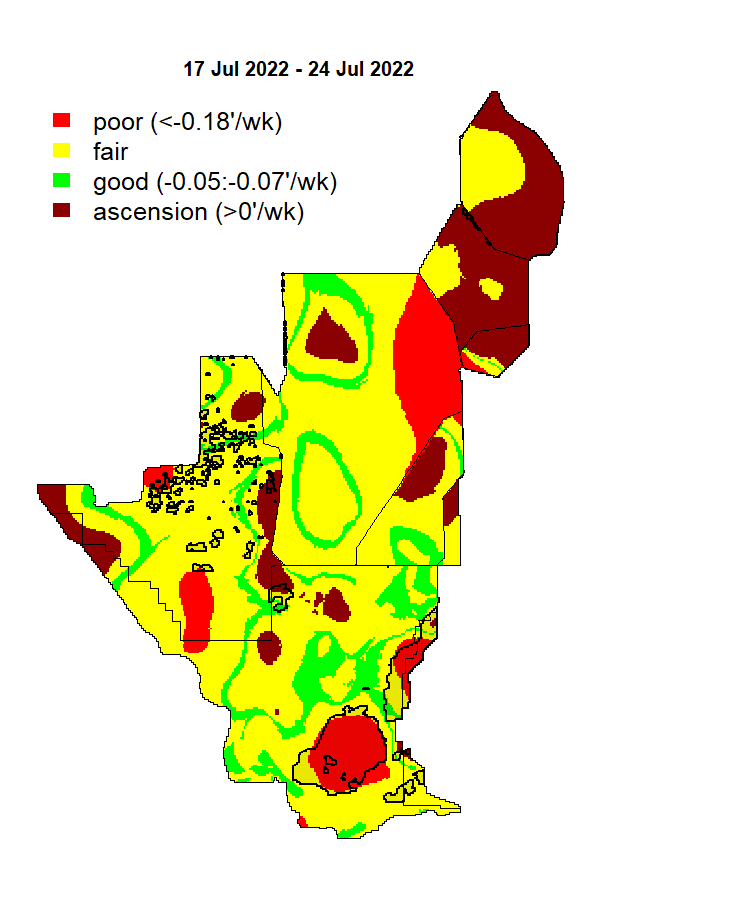 17 Jul 2022 - 24 Jul 2022
poor (<-0.18'/wk)
fair
good (-0.05:-0.07'/wk)
ascension (>0'/wk)